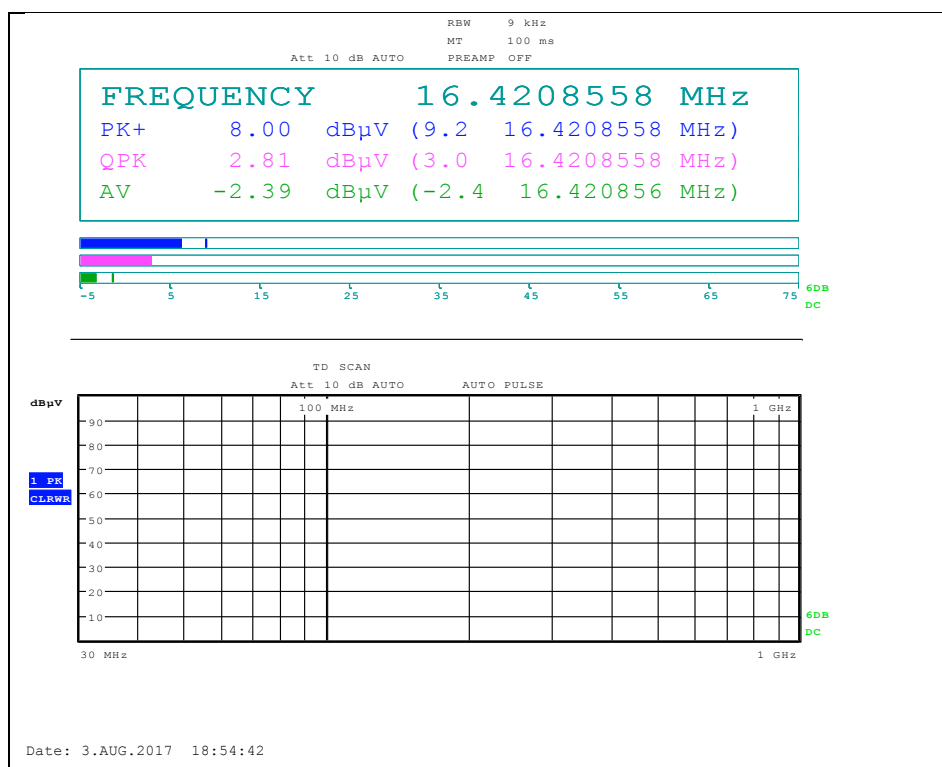 RBW 9 kHz
MT 100 ms
Att 10 dB AUTO PREAMP OFF
FREQUENCY 16.4208558 MHz
PK+ 8.00 dBµV (9.2 16.4208558 MHz)
QPK 2.81 dBµV (3.0 16.4208558 MHz)
AV -2.39 dBµV (-2.4 16.420856 MHz)
-5 5 15 25 35 45 55 65 75
6DB
DC
TD SCAN
Att 10 dB AUTO AUTO PULSE
dBµV
100 MHz 1 GHz
90
80
70
1 PK
60
CLRWR
50
40
30
20
10
6DB
DC
30 MHz 1 GHz
Date: 3.AUG.2017 18:54:42